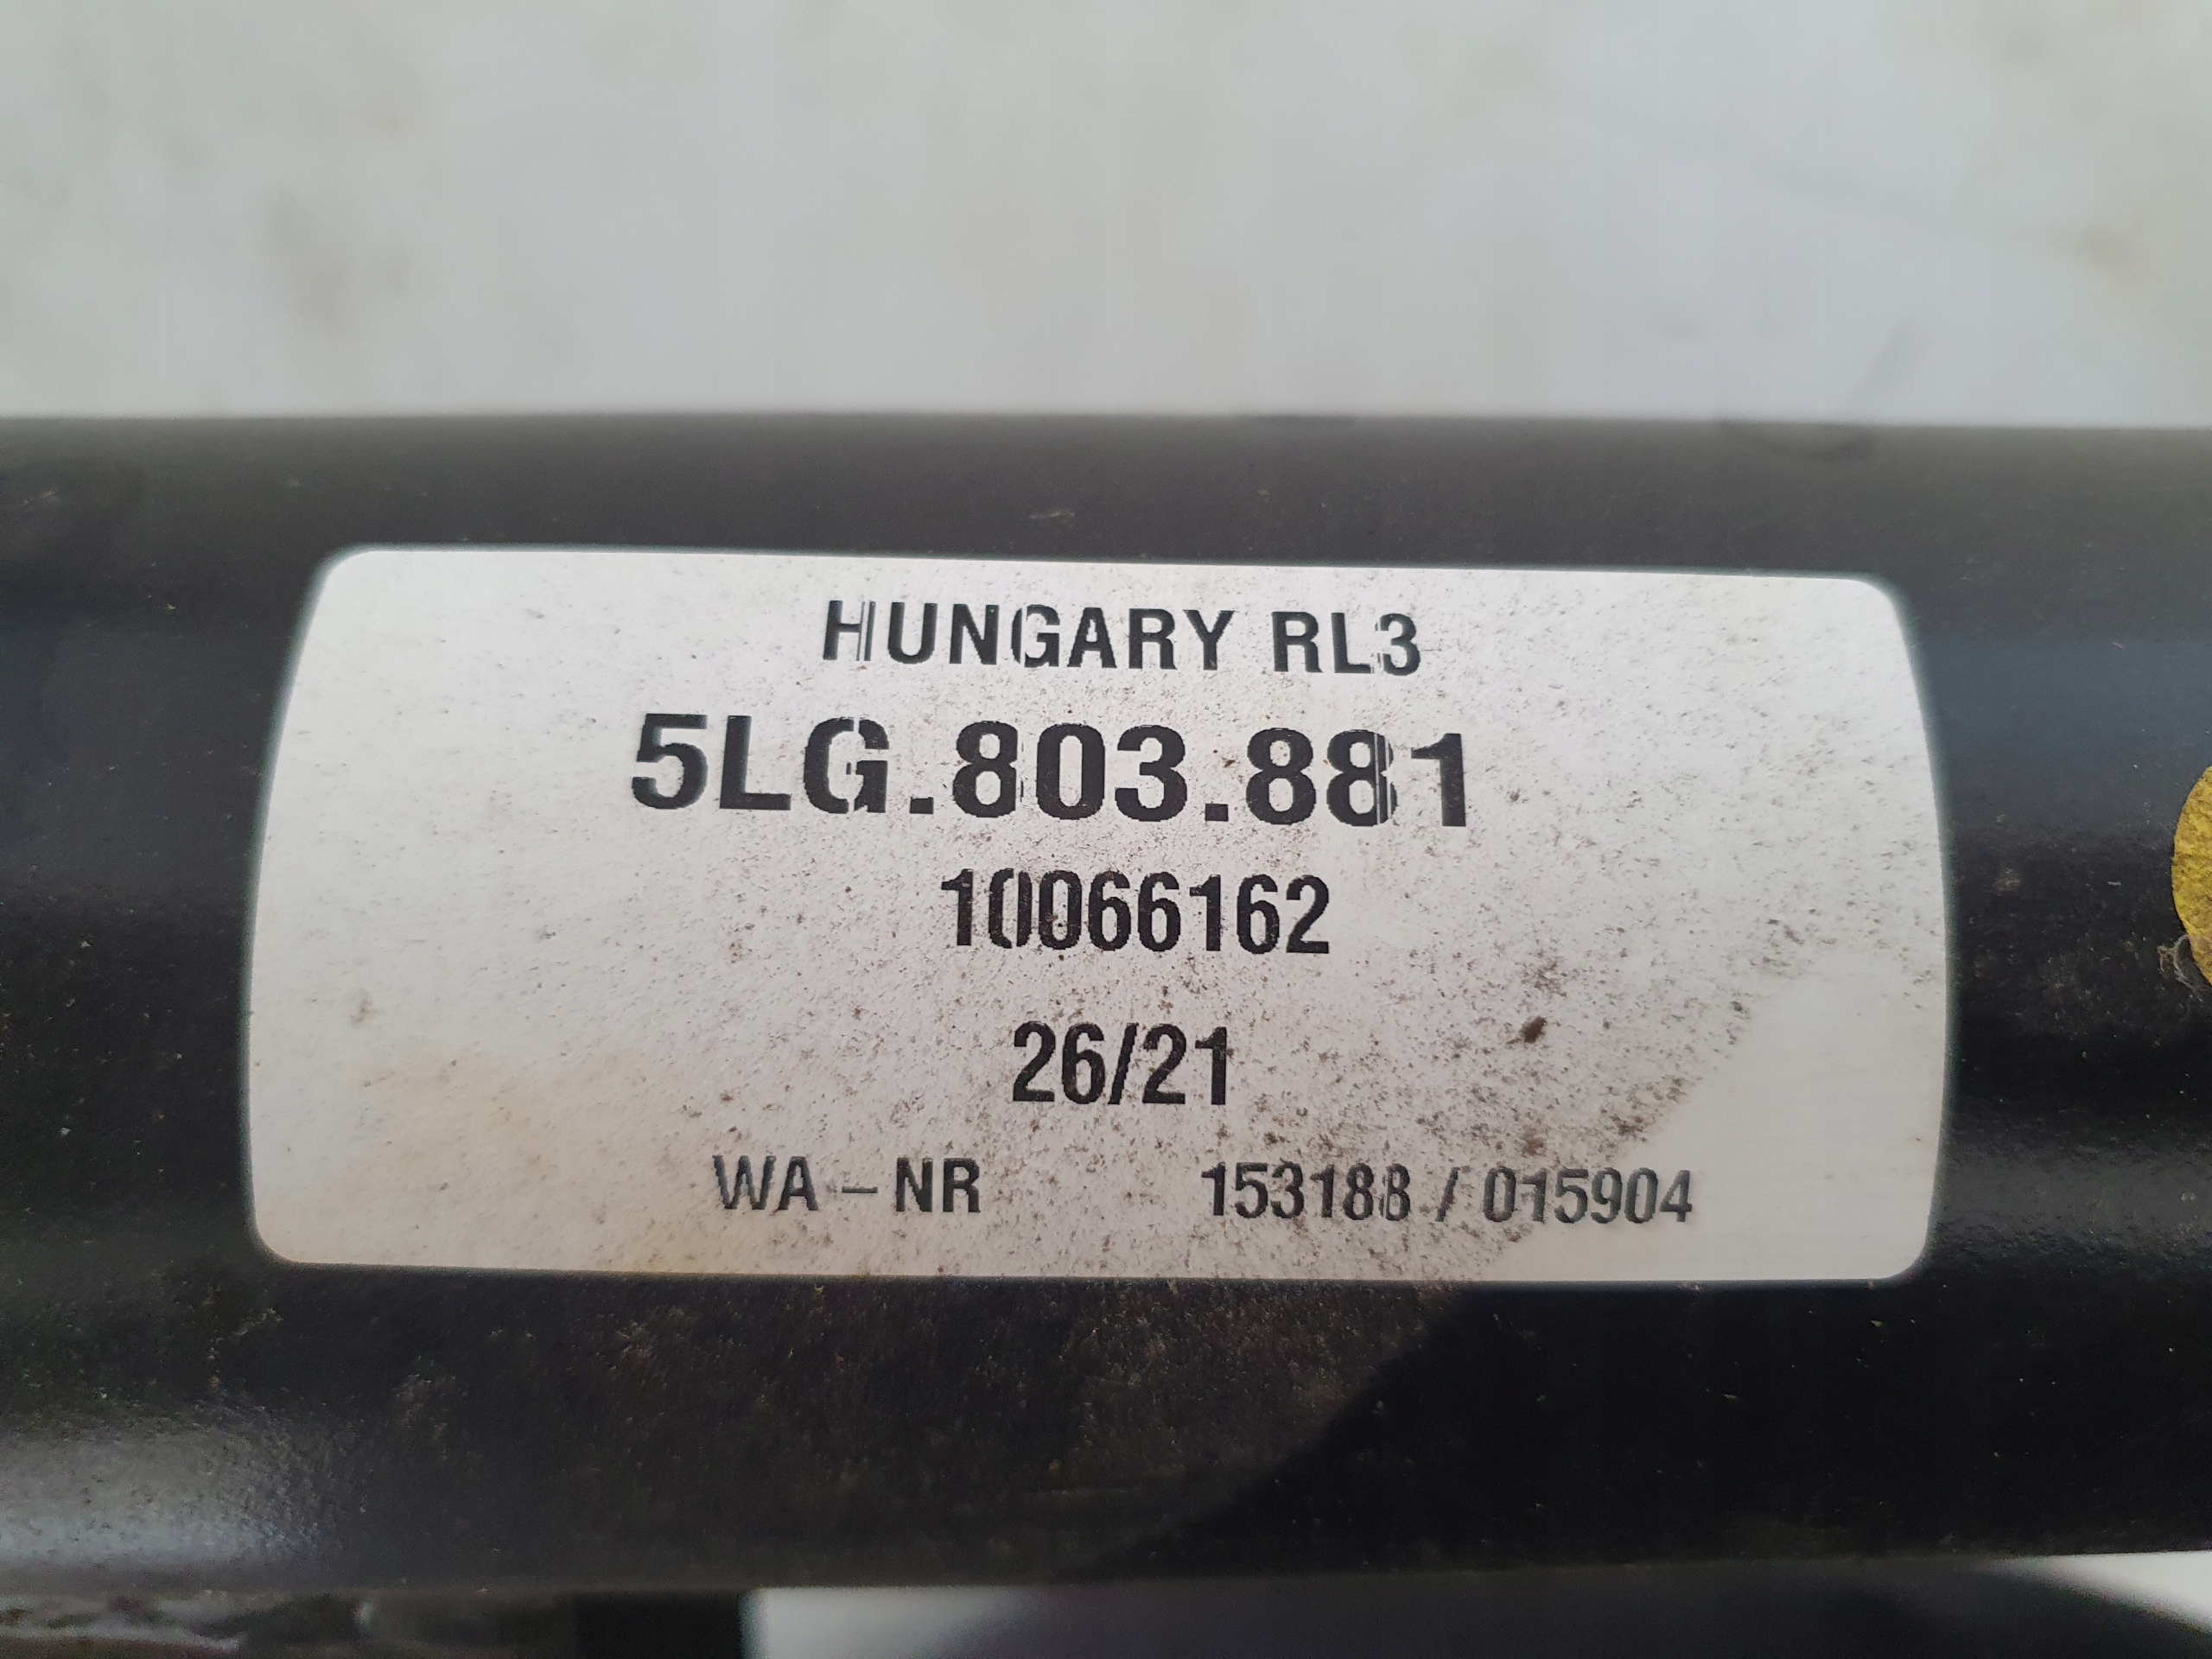 HUNGARY RL3
5LG.803.881
10066162
26/21
WA - NR 153188 / 015904